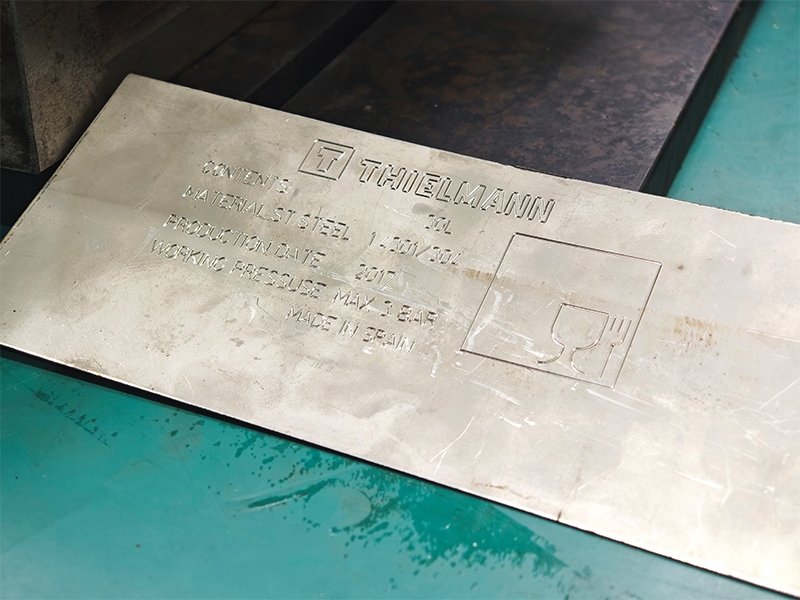 T THIELMANN
CONTENTS 30L
MATERIAL ST STEEL 1.4301/304
PRODUCTION DATE 2017
WORKING PRESSUSE MAX 3 BAR
MADE IN SPAIN